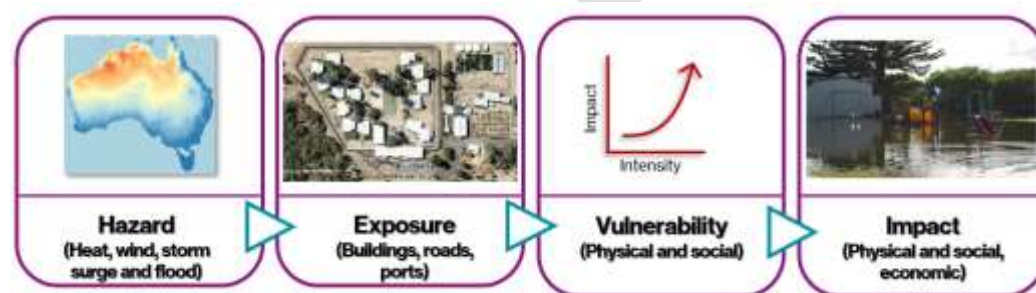 Impact
Intensity
Hazard
(Heat, wind, storm
surge and flood)
Exposure
(Buildings, roads,
ports)
Vulnerability
(Physical and social)
Impact
(Physical and social,
economic)